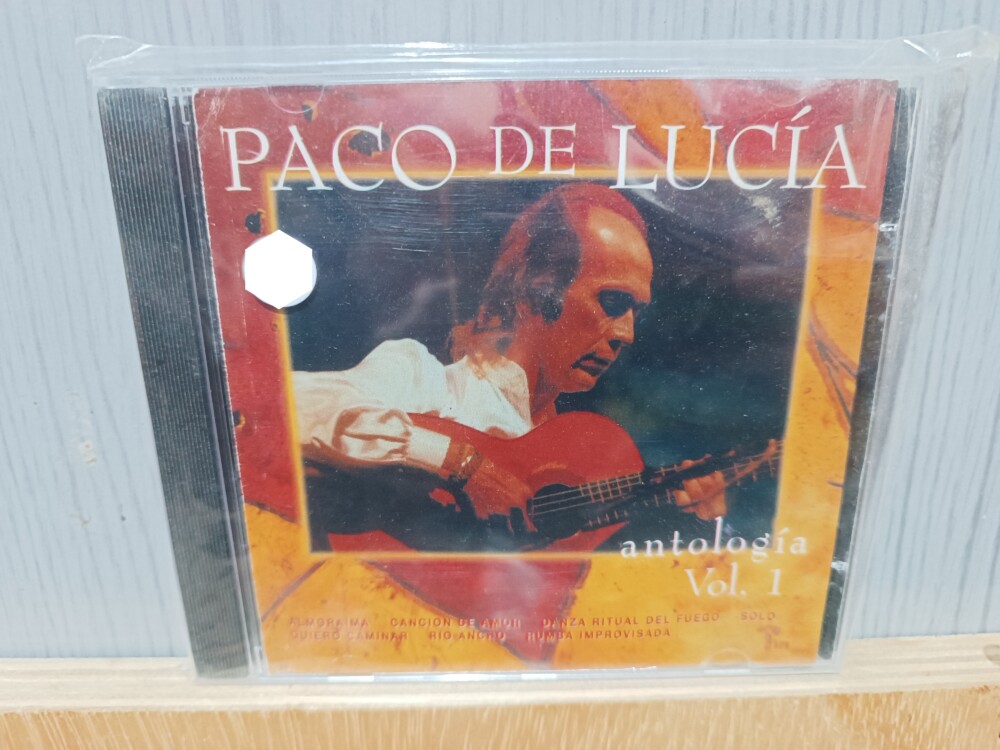 PACO DE LUCÍA
antología
Vol. 1
ALMORAIMA CANCION DE AMOR DANZA RITUAL DEL FUEGO SOLO
QUIERO CAMINAR RIO ANCHO RUMBA IMPROVISADA